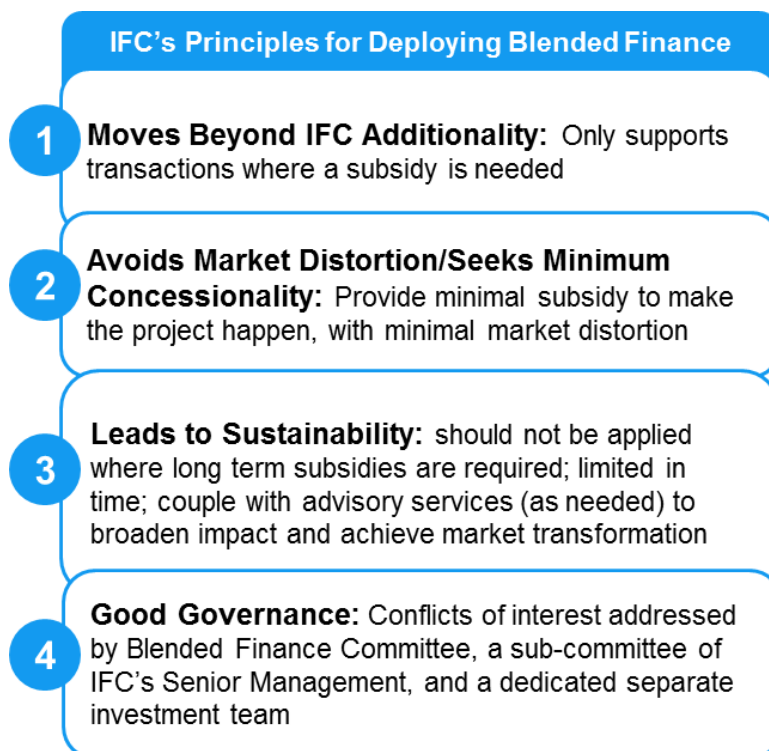 IFC's Principles for Deploying Blended Finance
1
Moves Beyond IFC Additionality: Only supports
transactions where a subsidy is needed
2
Avoids Market Distortion/Seeks Minimum
Concessionality: Provide minimal subsidy to make
the project happen, with minimal market distortion
3
Leads to Sustainability: should not be applied
where long term subsidies are required; limited in
time; couple with advisory services (as needed) to
broaden impact and achieve market transformation
4
Good Governance: Conflicts of interest addressed
by Blended Finance Committee, a sub-committee of
IFC's Senior Management, and a dedicated separate
investment team